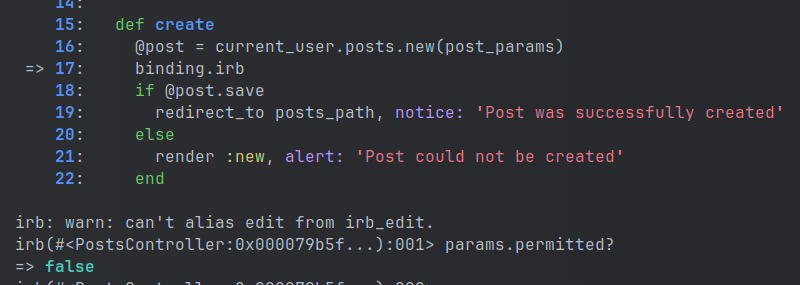 14:
15:   def create
16:     @post = current_user.posts.new(post_params)
=> 17:     binding.irb
18:     if @post.save
19:       redirect_to posts_path, notice: 'Post was successfully created'
20:     else
21:       render :new, alert: 'Post could not be created'
22:     end
irb: warn: can't alias edit from irb_edit.
irb(#<PostsController:0x000079b5f...):001> params.permitted?
=> false